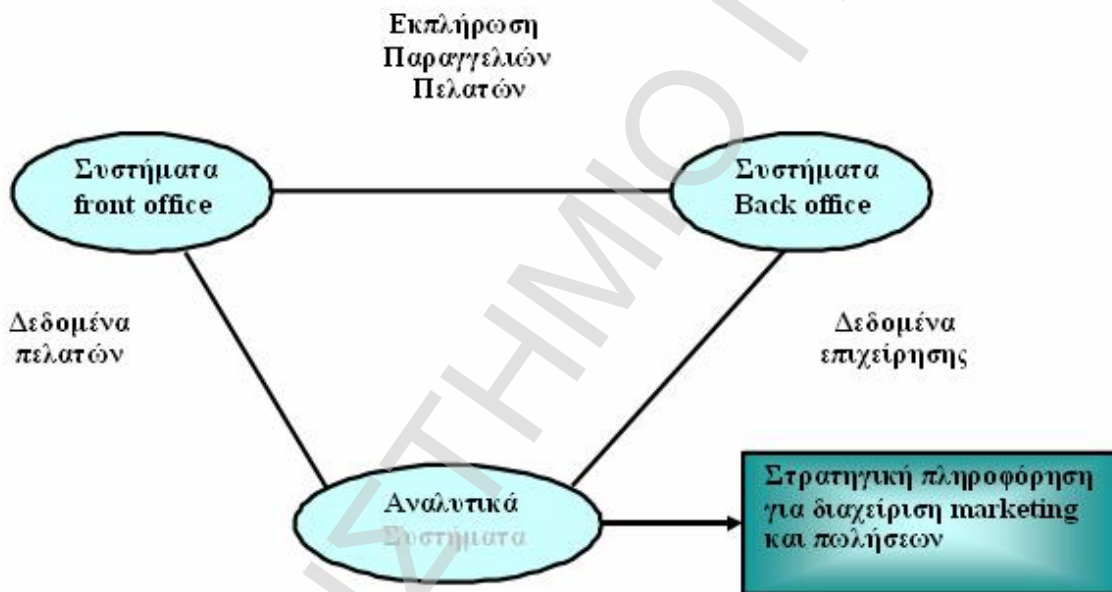 Εκπλήρωση
Παραγγελιών
Πελατών
Συστήματα
front office
Συστήματα
Back office
Δεδομένα
πελατών
Δεδομένα
επιχείρησης
Αναλυτικά
Συστήματα
Στρατηγική πληροφόρηση
για διαχείριση marketing
και πωλήσεων